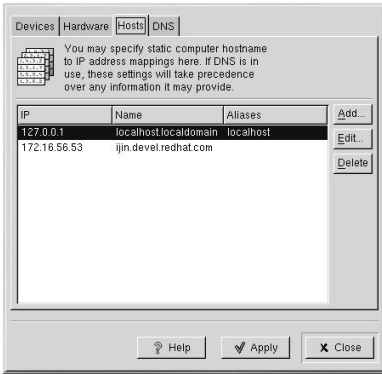 Devices Hardware Hosts DNS
You may specify static computer hostname
to IP address mappings here. If DNS is in
use, these settings will take precedence
over any information it may provide.
IP Name Aliases
127.0.0.1 localhost.localdomain localhost
172.16.56.53 ijin.devel.redhat.com
Add...
Edit...
Delete
Help Apply Close